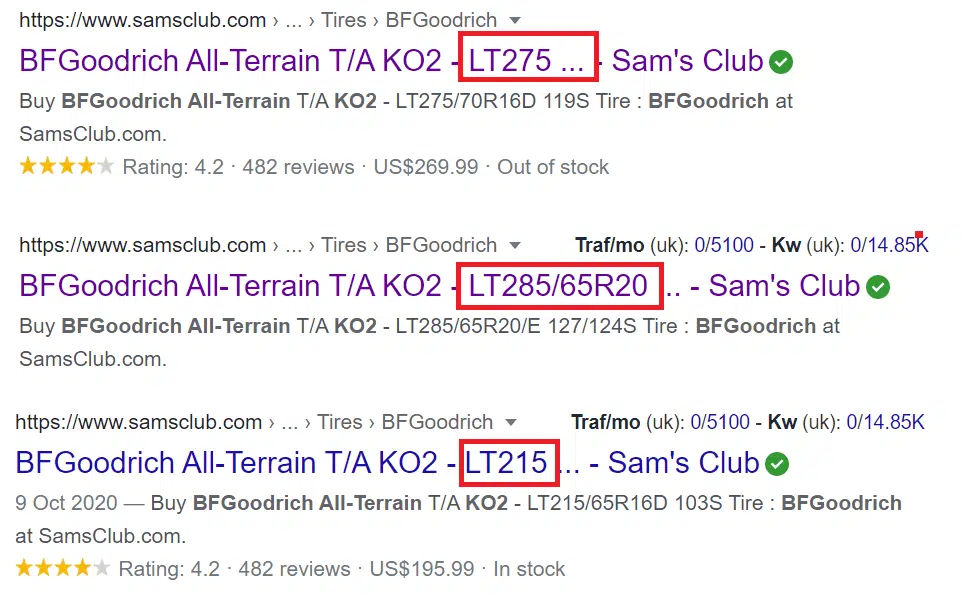 https://www.samsclub.com › ... › Tires › BFGoodrich
BFGoodrich All-Terrain T/A KO2 - LT275 ... - Sam's Club
Buy BFGoodrich All-Terrain T/A KO2 - LT275/70R16D 119S Tire : BFGoodrich at
SamsClub.com.
Rating: 4.2 · 482 reviews · US$269.99 · Out of stock
https://www.samsclub.com › ... › Tires › BFGoodrich Traf/mo (uk): 0/5100 - Kw (uk): 0/14.85K
BFGoodrich All-Terrain T/A KO2 - LT285/65R20 ... - Sam's Club
Buy BFGoodrich All-Terrain T/A KO2 - LT285/65R20/E 127/124S Tire : BFGoodrich at
SamsClub.com.
https://www.samsclub.com › ... › Tires › BFGoodrich Traf/mo (uk): 0/5100 - Kw (uk): 0/14.85K
BFGoodrich All-Terrain T/A KO2 - LT215 ... - Sam's Club
9 Oct 2020 — Buy BFGoodrich All-Terrain T/A KO2 - LT215/65R16D 103S Tire : BFGoodrich
at SamsClub.com.
Rating: 4.2 · 482 reviews · US$195.99 · In stock